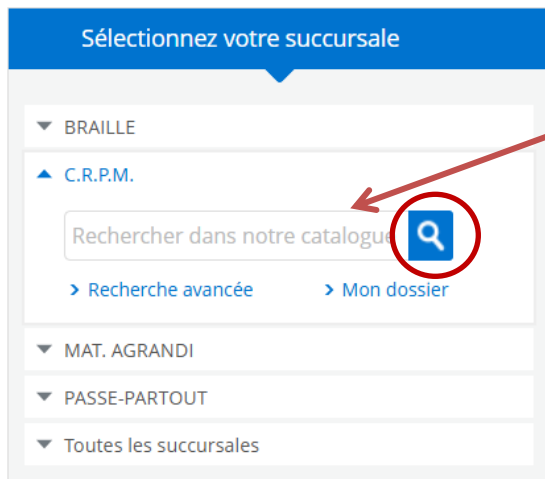 Sélectionnez votre succursale
BRAILLE
C.R.P.M.
Rechercher dans notre catalogue
> Recherche avancée > Mon dossier
MAT. AGRANDI
PASSE-PARTOUT
Toutes les succursales